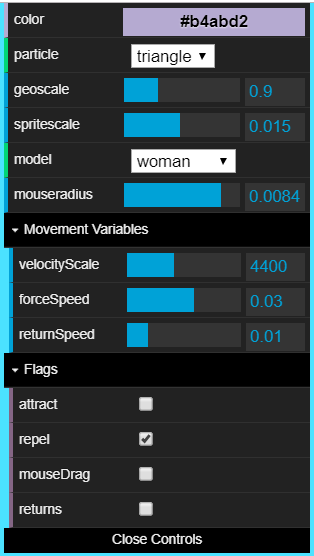 color #b4abd2
particle triangle
geoscale 0.9
spritescale 0.015
model woman
mouseradius 0.0084
Movement Variables
velocityScale 4400
forceSpeed 0.03
returnSpeed 0.01
Flags
attract
repel
mouseDrag
returns
Close Controls